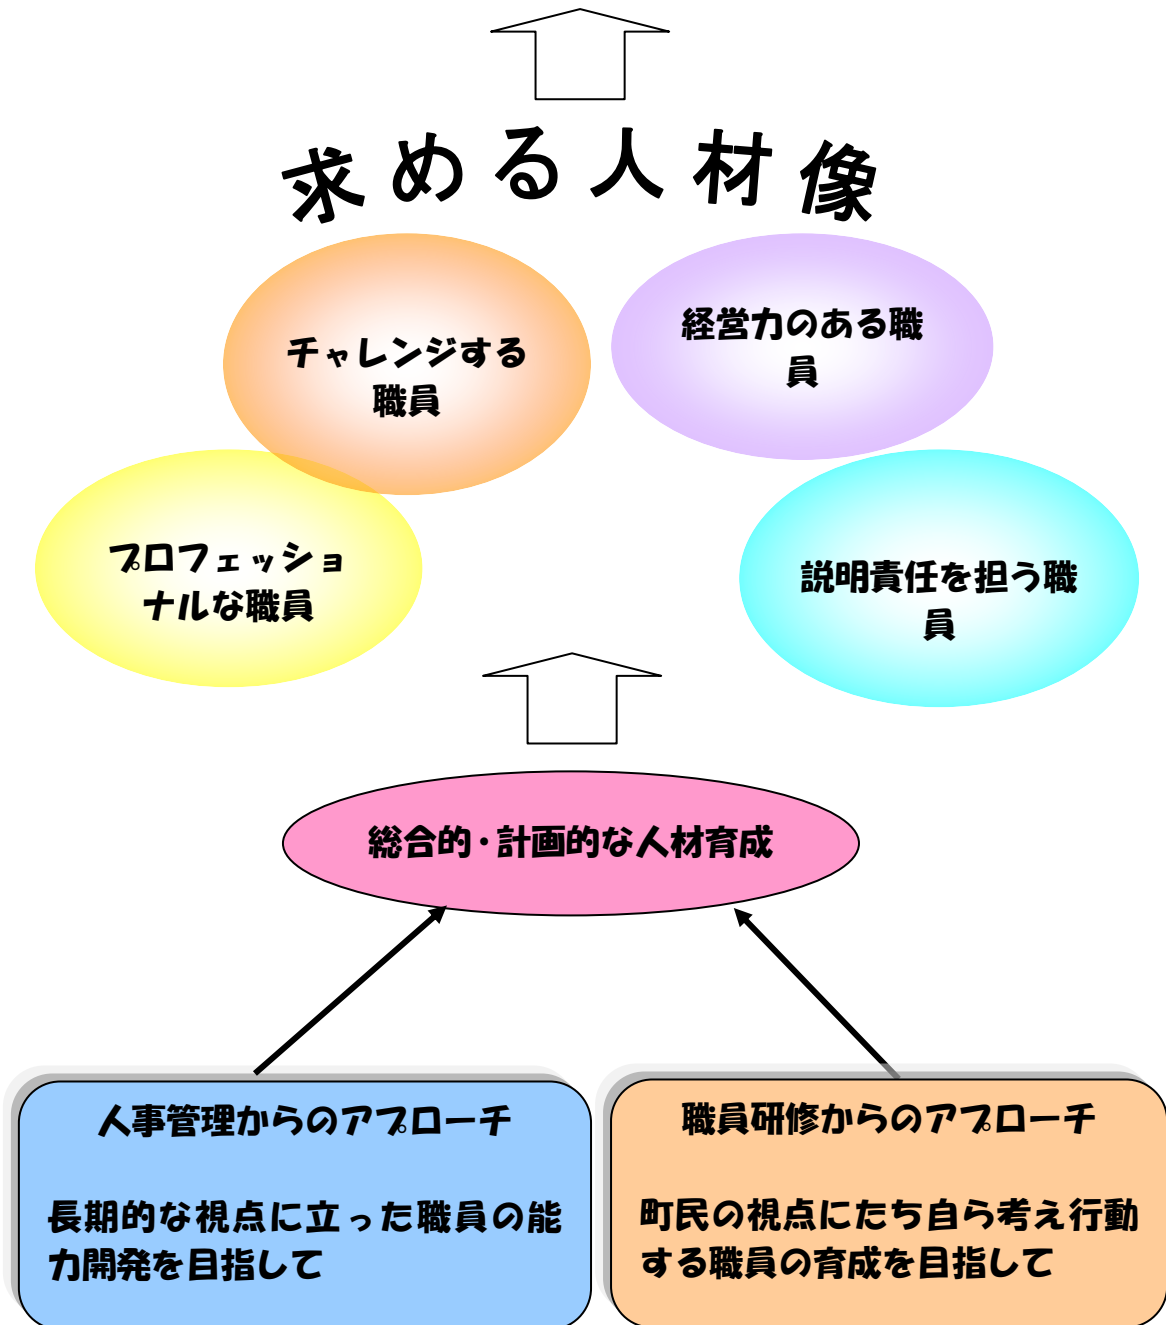 求める人材像
チャレンジする
職員
経営力のある職
員
プロフェッショ
ナルな職員
説明責任を担う職
員
総合的・計画的な人材育成
人事管理からのアプローチ
長期的な視点に立った職員の能
力開発を目指して
職員研修からのアプローチ
町民の視点にたち自ら考え行動
する職員の育成を目指して